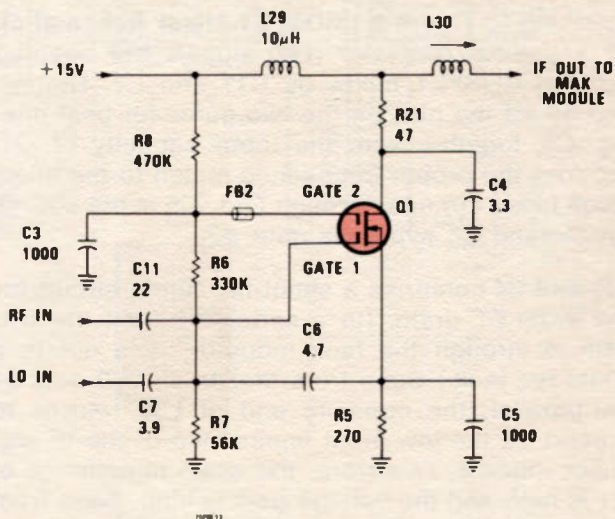 L29
10μH
L30
+15V
IF OUT TO
MAK
MODULE
R8
470K
R21
47
FB2
GATE 2
Q1
C4
3.3
C3
1000
GATE 1
C11
22
R6
330K
C6
4.7
RF IN
LO IN
C7
3.9
R7
56K
R5
270
C5
1000